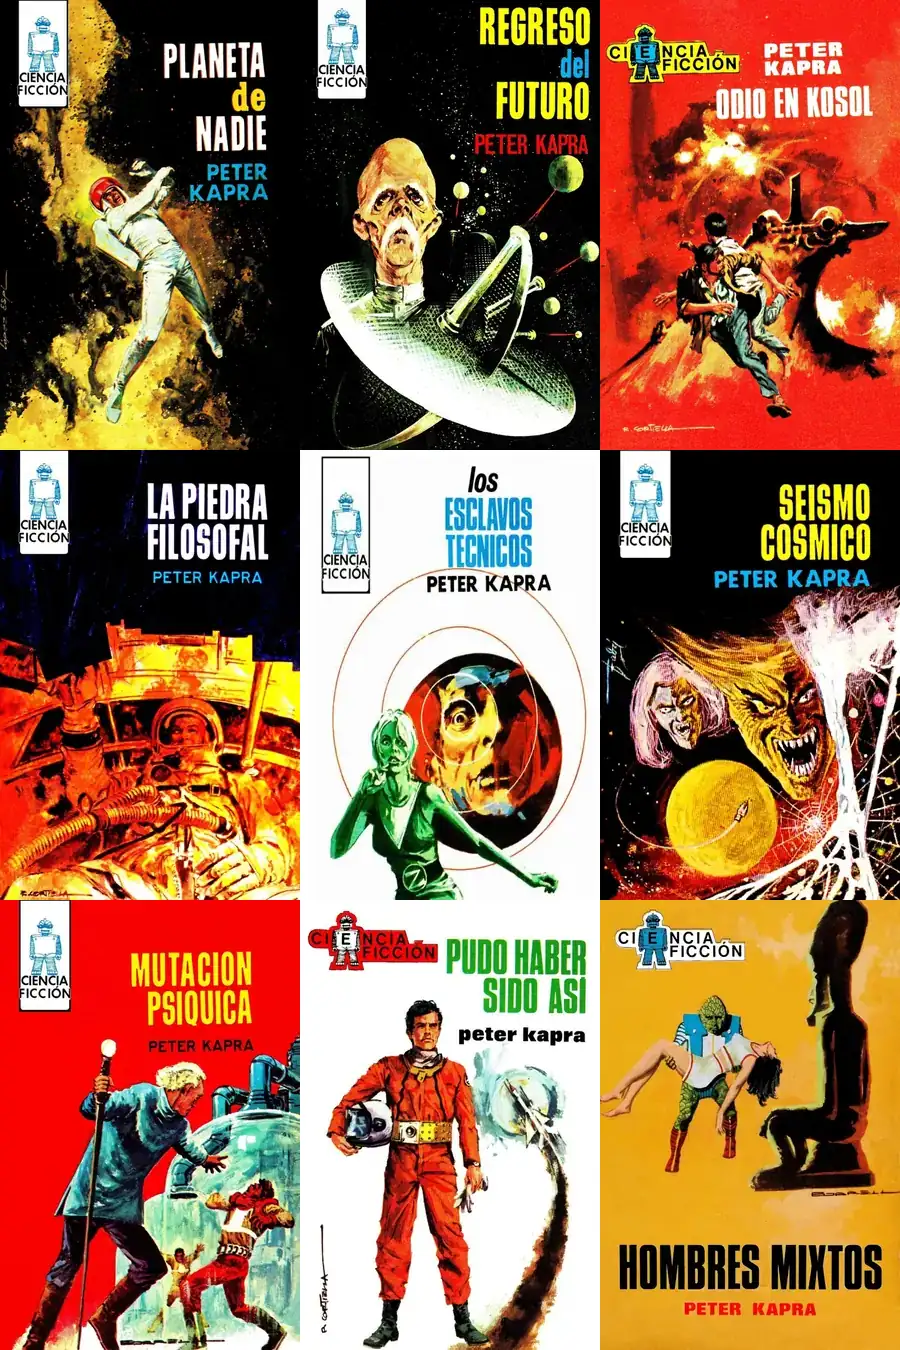 CIENCIA
FICCIÓN
PLANETA
de
NADIE
PETER
KAPRA
CIENCIA
FICCIÓN
REGRESO
del
FUTURO
PETER KAPRA
CIENCIA
FICCIÓN
PETER
KAPRA
ODIO EN KOSOL
R. CORTIELLA
CIENCIA
FICCIÓN
LA PIEDRA
FILOSOFAL
PETER KAPRA
R. CORTIELLA
CIENCIA
FICCIÓN
los
ESCLAVOS
TECNICOS
PETER KAPRA
Z
CIENCIA
FICCIÓN
SEISMO
COSMICO
PETER KAPRA
CIENCIA
FICCIÓN
MUTACION
PSIQUICA
PETER KAPRA
CIENCIA
FICCIÓN
PUDO HABER
SIDO ASI
peter kapra
R. CORTIELLA
CIENCIA
FICCIÓN
HOMBRES MIXTOS
PETER KAPRA